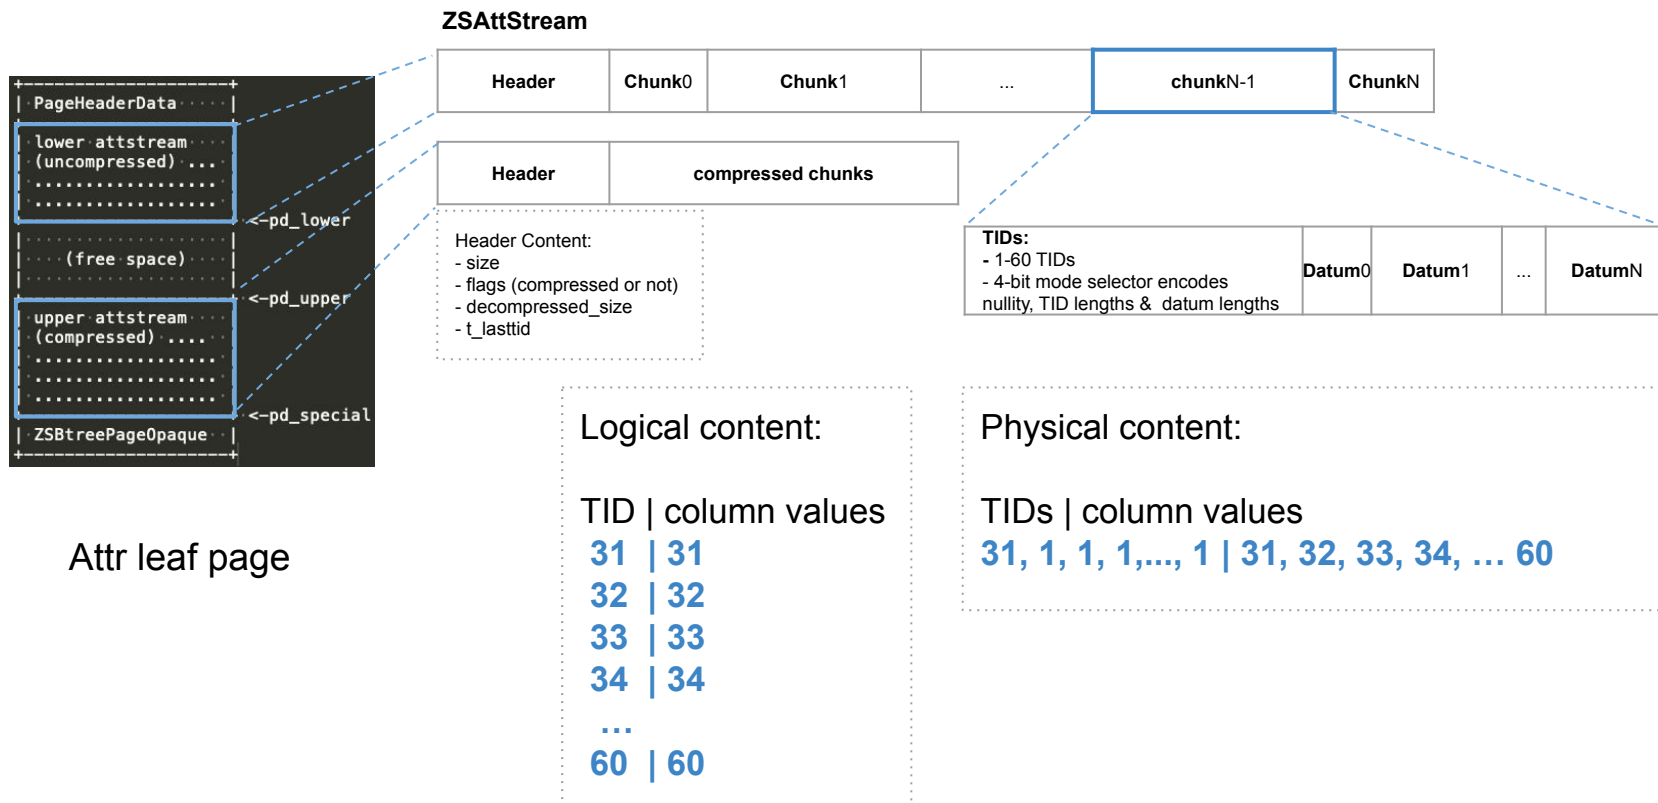 ZSAttStream
Header Chunk0 Chunk1 ... chunkN-1 ChunkN
Header compressed chunks
+--------------------+
| PageHeaderData ····· |
lower attstream ····
(uncompressed) ....
..................
..................
<-pd_lower
(free space)
<-pd_upper
upper attstream ····
(compressed) ....
..................
..................
..................
<-pd_special
| ZSBtreePageOpaque ·· |
+--------------------+
Attr leaf page
Header Content:
- size
- flags (compressed or not)
- decompressed_size
- t_lasttid
TIDs:
- 1-60 TIDs
- 4-bit mode selector encodes
nullity, TID lengths & datum lengths
Datum0 Datum1 ... DatumN
Logical content:
TID | column values
31 | 31
32 | 32
33 | 33
34 | 34
...
60 | 60
Physical content:
TIDs | column values
31, 1, 1, 1,..., 1 | 31, 32, 33, 34, ... 60